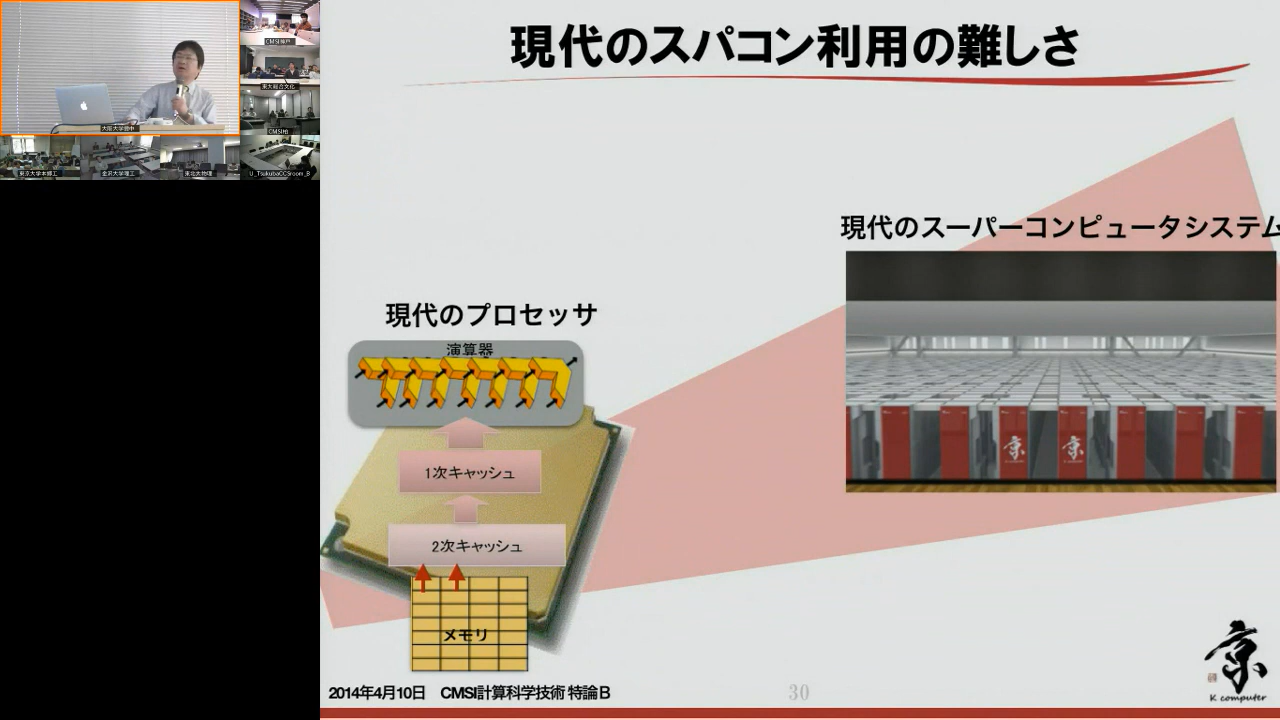 現代のスパコン利用の難しさ
現代のスーパーコンピュータシステム
現代のプロセッサ
演算器
1次キャッシュ
2次キャッシュ
メモリ
2014年4月10日 CMSI計算科学技術 特論B
30
京
K computer
京
京
大阪大学豊中
CMSI神戸
東大総合文化
CMSI柏
東京大学本郷工
金沢大学理工
東北大物理
U_TsukubaCCSroom_B